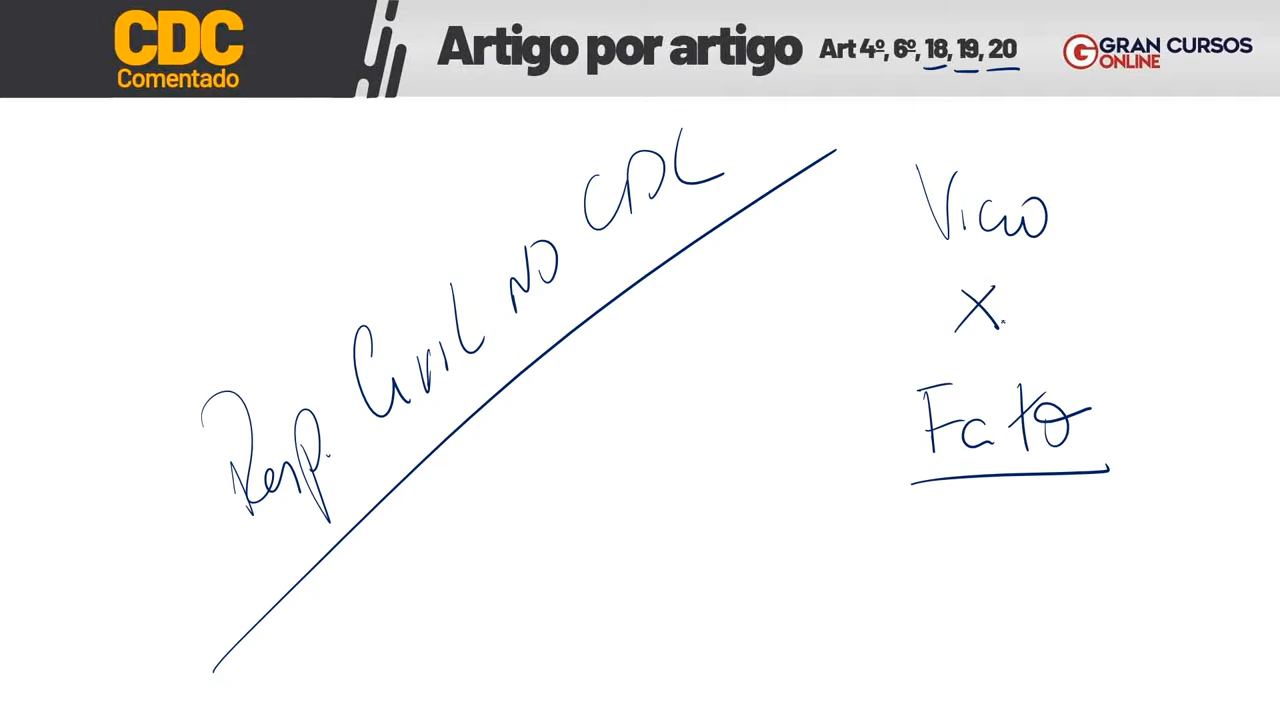 CDC
Comentado
Artigo por artigo Art 4º, 6º, 18, 19, 20
GRAN CURSOS
ONLINE
Resp. Civil NO CDC
Vicio
X
Fato